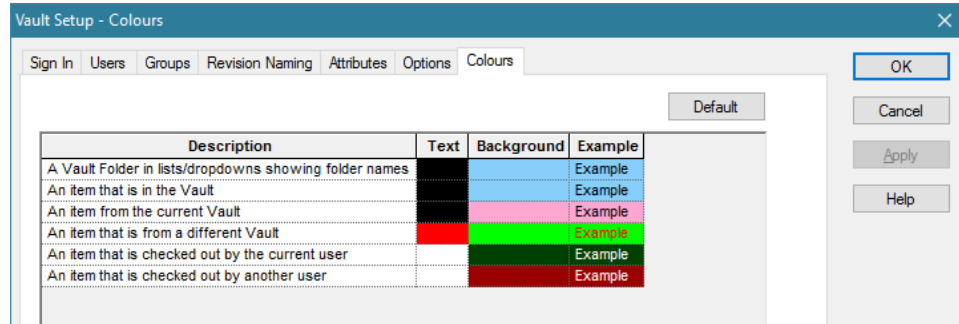 Vault Setup - Colours
Sign In Users Groups Revision Naming Attributes Options Colours
OK
Default
Cancel
Description Text Background Example
Apply
A Vault Folder in lists/dropdowns showing folder names Example
An item that is in the Vault Example
Help
An item from the current Vault Example
An item that is from a different Vault Example
An item that is checked out by the current user Example
An item that is checked out by another user Example